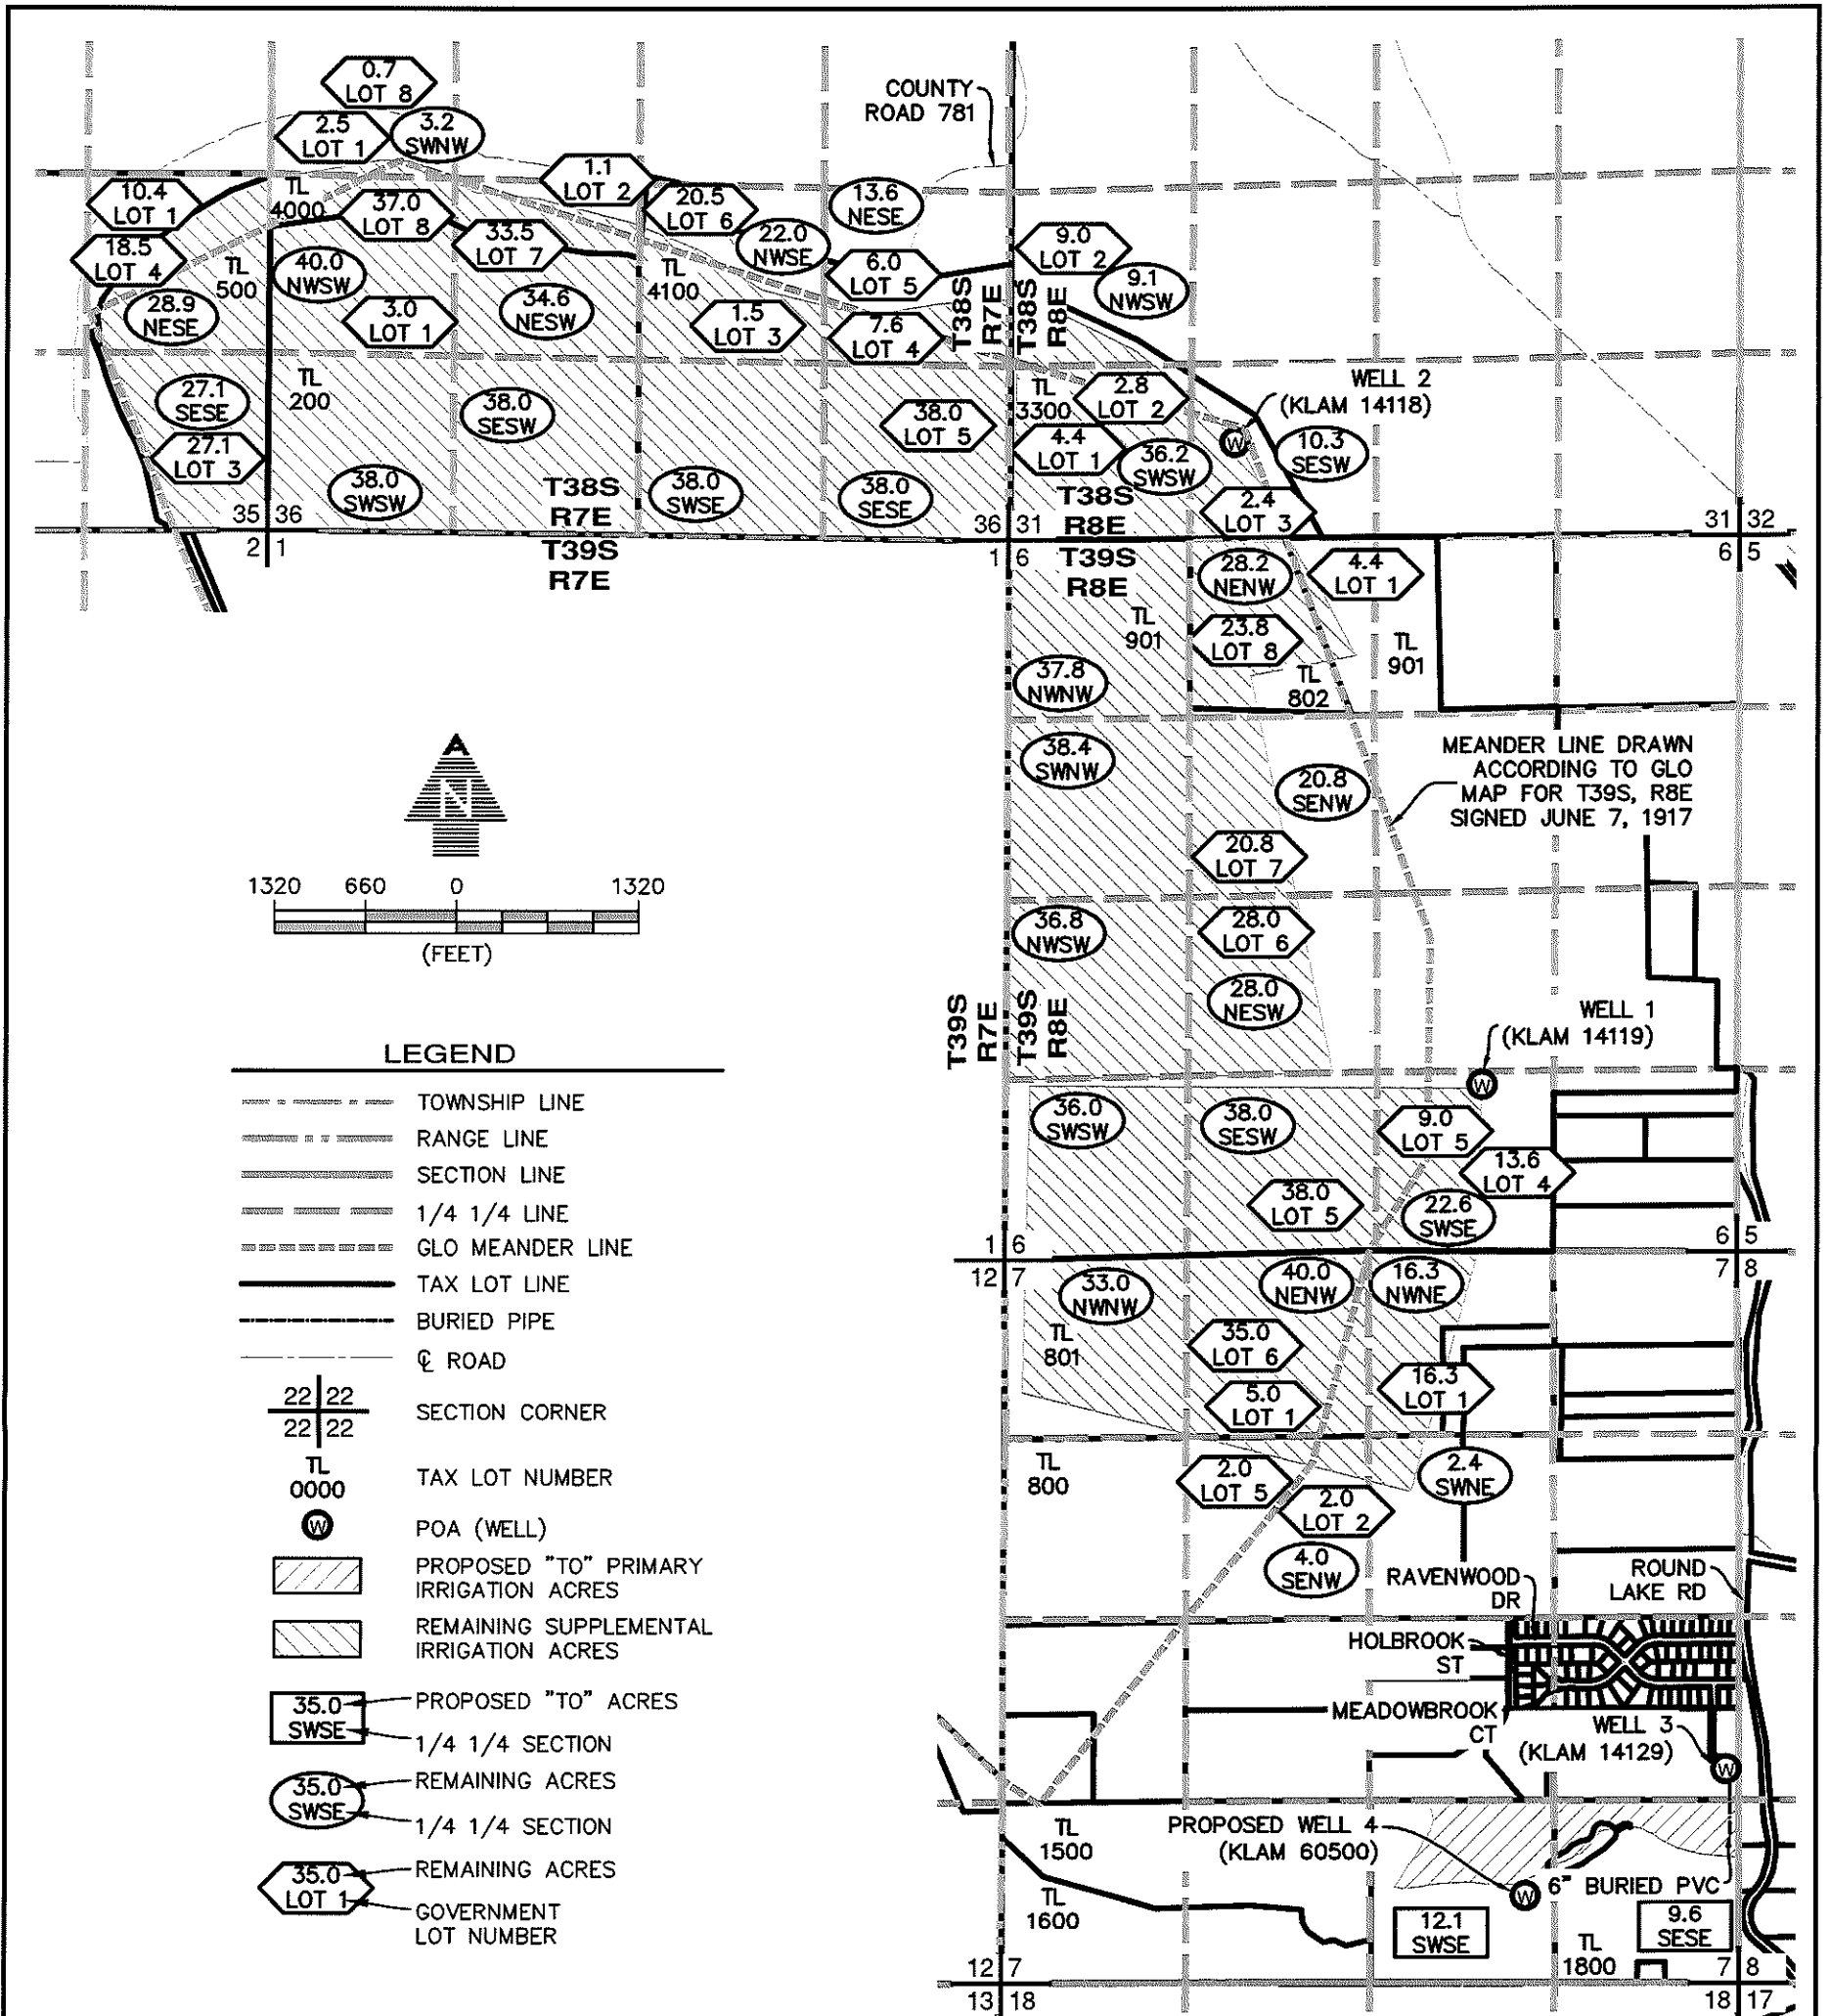 0.7
LOT 8
2.5
LOT 1
3.2
SWNW
COUNTY
ROAD 781
10.4
LOT 1
TL
4000
37.0
LOT 8
1.1
LOT 2
20.5
LOT 6
13.6
NESE
18.5
LOT 4
TL
500
40.0
NWSW
33.5
LOT 7
TL
4100
22.0
NWSE
6.0
LOT 5
9.0
LOT 2
9.1
NWSW
28.9
NESE
3.0
LOT 1
34.6
NESW
1.5
LOT 3
7.6
LOT 4
T38S
R7E
T38S
R8E
27.1
SESE
TL
200
38.0
SESW
38.0
LOT 5
TL
3300
2.8
LOT 2
WELL 2
(KLAM 14118)
W
27.1
LOT 3
4.4
LOT 1
36.2
SWSW
10.3
SESW
38.0
SWSW
T38S
R7E
38.0
SWSE
38.0
SESE
T38S
R8E
2.4
LOT 3
35 36
2 1
T39S
R7E
36 31
1 6
T39S
R8E
31 32
6 5
28.2
NENW
4.4
LOT 1
TL
901
23.8
LOT 8
TL
901
37.8
NWNW
TL
802
38.4
SWNW
20.8
SENW
MEANDER LINE DRAWN
ACCORDING TO GLO
MAP FOR T39S, R8E
SIGNED JUNE 7, 1917
N
20.8
LOT 7
1320 660 0 1320
(FEET)
36.8
NWSW
28.0
LOT 6
28.0
NESW
T39S
R7E
T39S
R8E
WELL 1
(KLAM 14119)
W
36.0
SWSW
38.0
SESW
9.0
LOT 5
13.6
LOT 4
38.0
LOT 5
22.6
SWSE
1 6
12 7
6 5
7 8
33.0
NWNW
40.0
NENW
16.3
NWNE
TL
801
35.0
LOT 6
5.0
LOT 1
16.3
LOT 1
TL
800
2.0
LOT 5
2.0
LOT 2
2.4
SWNE
4.0
SENW
RAVENWOOD
DR
ROUND
LAKE RD
HOLBROOK
ST
MEADOWBROOK
CT
WELL 3
(KLAM 14129)
W
PROPOSED WELL 4
(KLAM 60500)
W
TL
1500
6" BURIED PVC
TL
1600
12.1
SWSE
9.6
SESE
TL
1800
12 7
13 18
7 8
18 17
LEGEND
TOWNSHIP LINE
RANGE LINE
SECTION LINE
1/4 1/4 LINE
GLO MEANDER LINE
TAX LOT LINE
BURIED PIPE
℄ ROAD
22 22
22 22
SECTION CORNER
TL
0000
TAX LOT NUMBER
W
POA (WELL)
PROPOSED "TO" PRIMARY
IRRIGATION ACRES
REMAINING SUPPLEMENTAL
IRRIGATION ACRES
35.0
SWSE
PROPOSED "TO" ACRES
1/4 1/4 SECTION
35.0
SWSE
REMAINING ACRES
1/4 1/4 SECTION
35.0
LOT 1
REMAINING ACRES
GOVERNMENT
LOT NUMBER